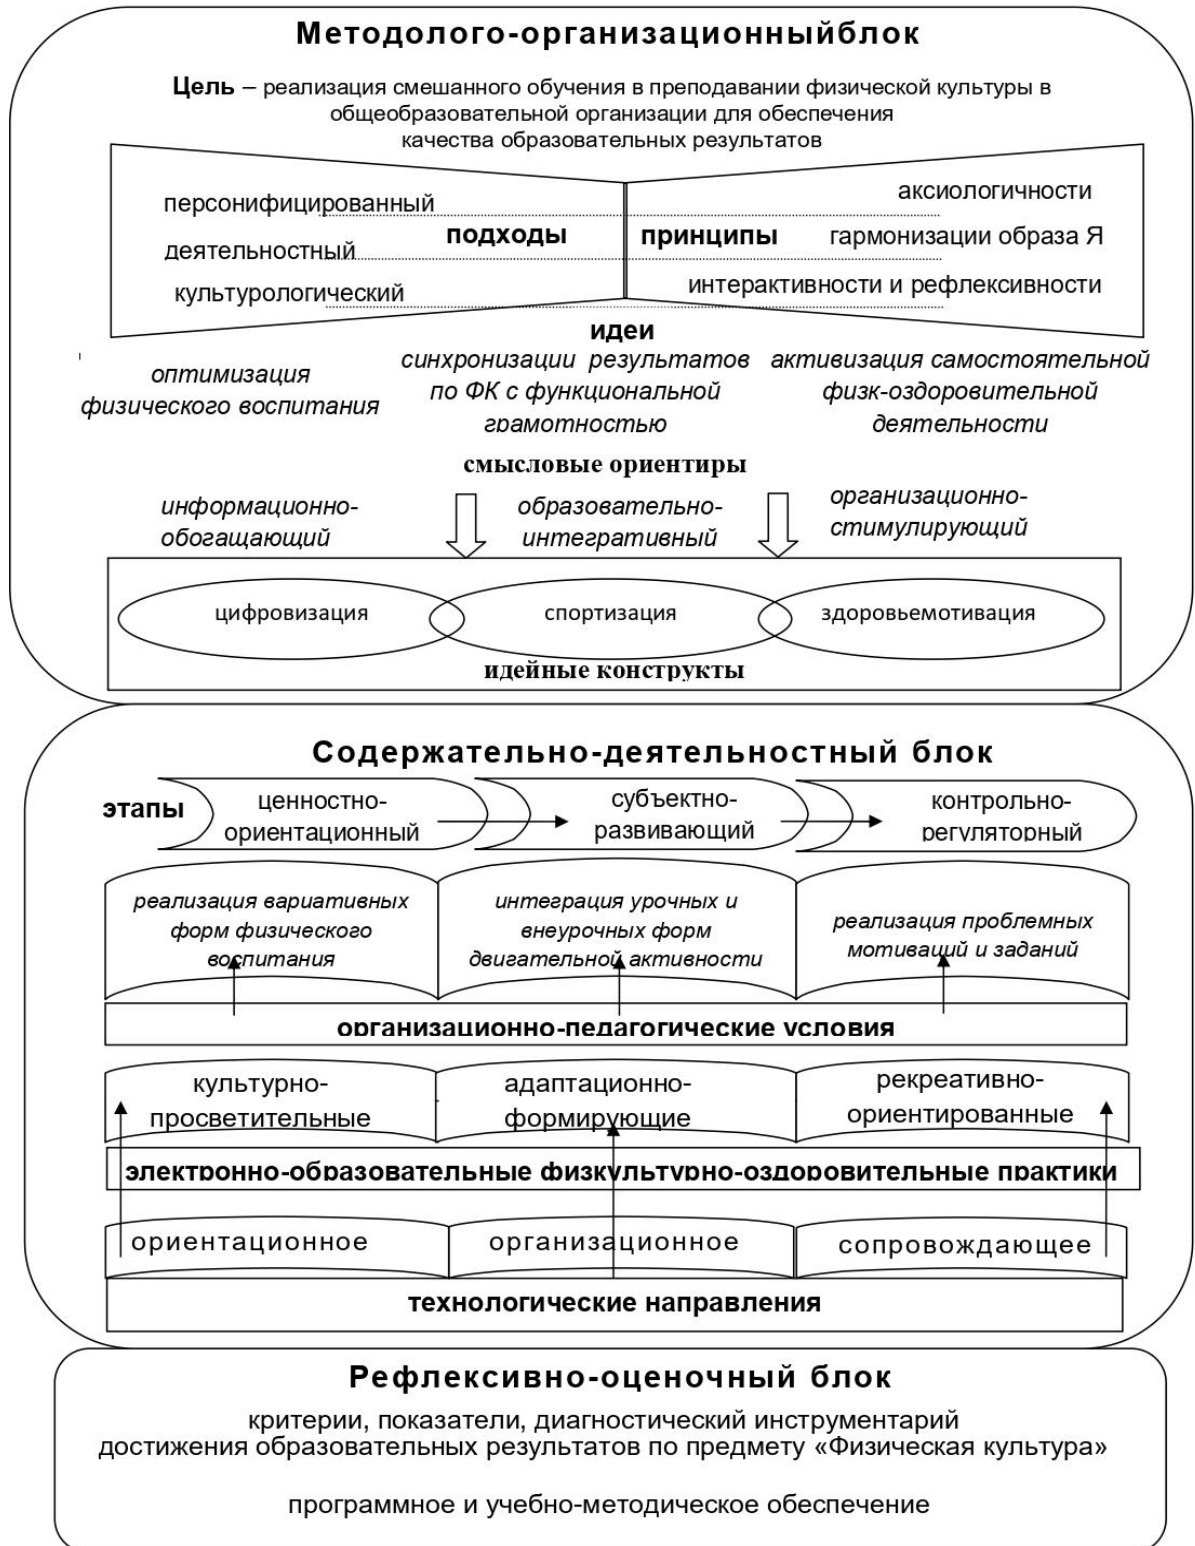 Методолого-организационныйблок
Цель – реализация смешанного обучения в преподавании физической культуры в
общеобразовательной организации для обеспечения
качества образовательных результатов
персонифицированный
деятельностный
культурологический
подходы
принципы
аксиологичности
гармонизации образа Я
интерактивности и рефлексивности
идеи
оптимизация
физического воспитания
синхронизации результатов
по ФК с функциональной
грамотностью
активизация самостоятельной
физк-оздоровительной
деятельности
смысловые ориентиры
информационно-
обогащающий
образовательно-
интегративный
организационно-
стимулирующий
цифровизация
спортизация
здоровьемотивация
идейные конструкты
Содержательно-деятельностный блок
этапы
ценностно-
ориентационный
субъектно-
развивающий
контрольно-
регуляторный
реализация вариативных
форм физического
воспитания
интеграция урочных и
внеурочных форм
двигательной активности
реализация проблемных
мотиваций и заданий
организационно-педагогические условия
культурно-
просветительные
адаптационно-
формирующие
рекреативно-
ориентированные
электронно-образовательные физкультурно-оздоровительные практики
ориентационное
организационное
сопровождающее
технологические направления
Рефлексивно-оценочный блок
критерии, показатели, диагностический инструментарий
достижения образовательных результатов по предмету «Физическая культура»
программное и учебно-методическое обеспечение